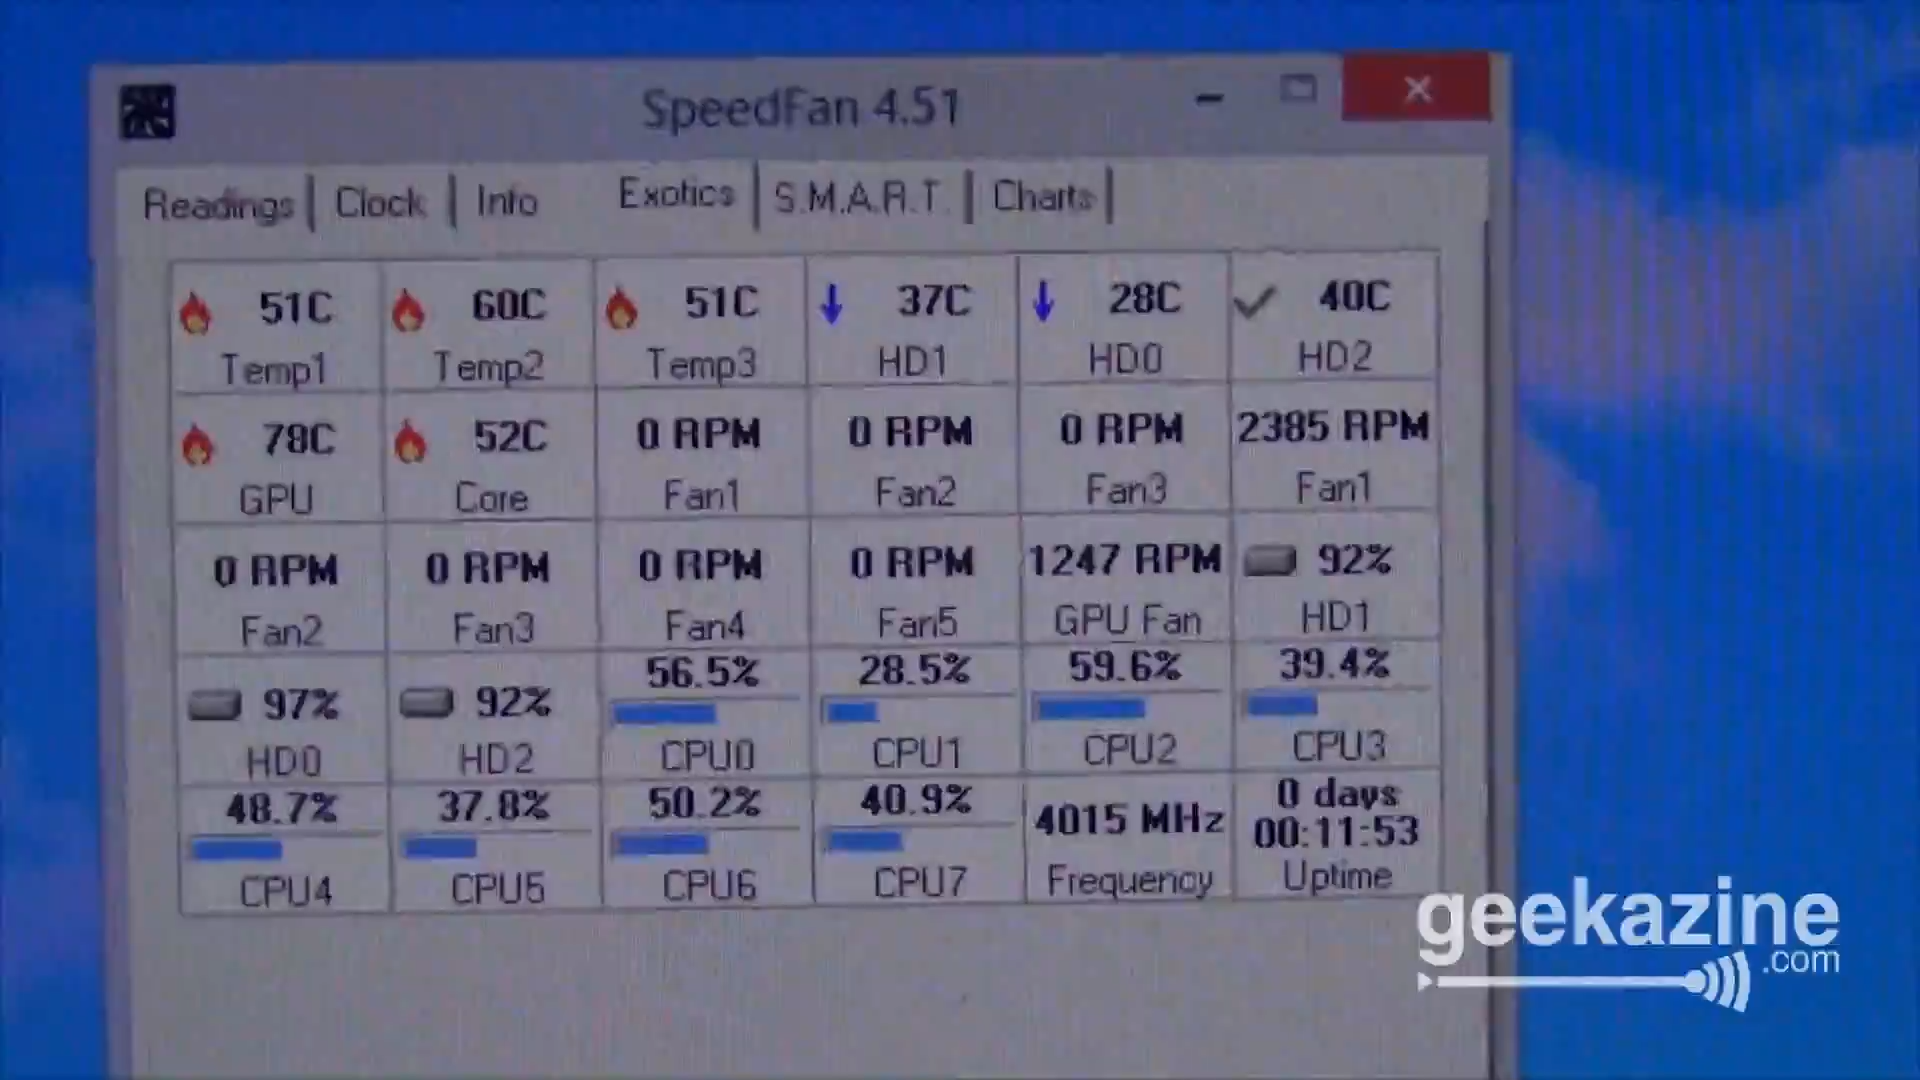 SpeedFan 4.51
Readings Clock Info Exotics S.M.A.R.T. Charts
51C 60C 51C 37C 28C 40C
Temp1 Temp2 Temp3 HD1 HD0 HD2
78C 52C 0 RPM 0 RPM 0 RPM 2385 RPM
GPU Core Fan1 Fan2 Fan3 Fan1
0 RPM 0 RPM 0 RPM 0 RPM 1247 RPM 92%
Fan2 Fan3 Fan4 Fan5 GPU Fan HD1
97% 92% 56.5% 28.5% 59.6% 39.4%
HD0 HD2 CPU0 CPU1 CPU2 CPU3
48.7% 37.8% 50.2% 40.9% 4015 MHz 0 days
00:11:53
CPU4 CPU5 CPU6 CPU7 Frequency Uptime
geekazine
.com